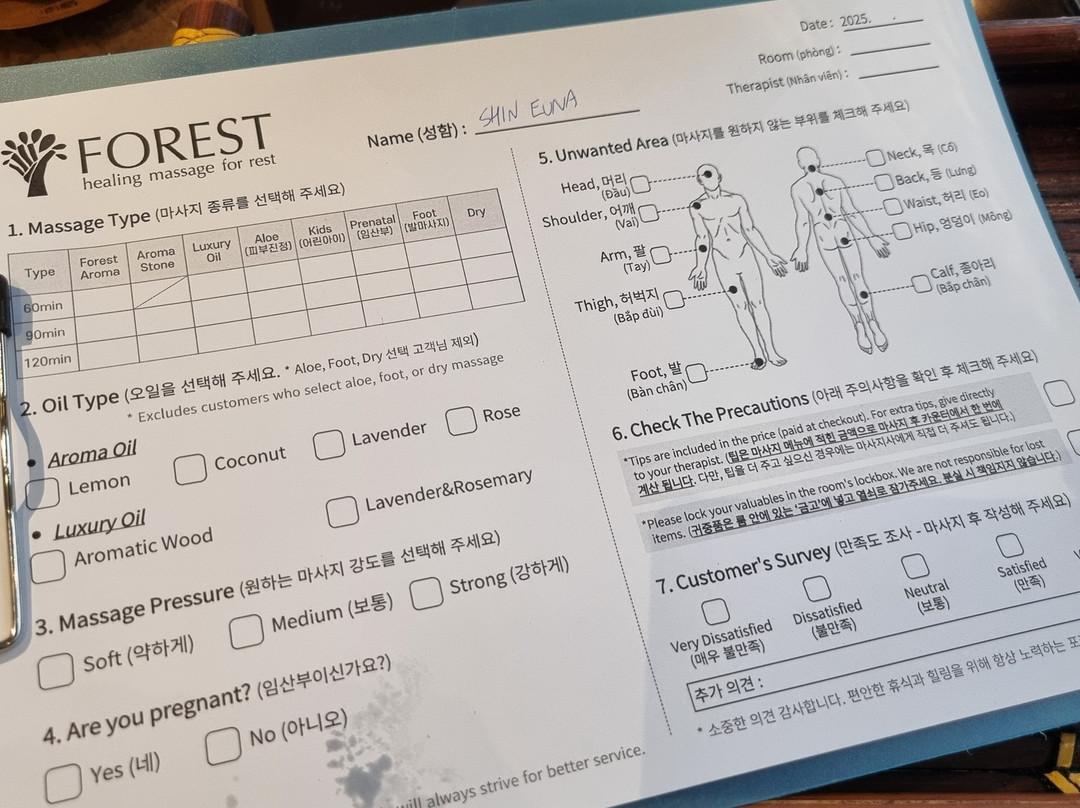 Date : 2025. .
Room (phòng) :
Therapist (Nhân viên) :
FOREST
healing massage for rest
Name (성함) : SHIN EUNA
1. Massage Type (마사지 종류를 선택해 주세요)
Type Forest Aroma Aroma Stone Luxury Oil Aloe (피부진정) Kids (어린아이) Prenatal (임산부) Foot (발마사지) Dry
60min
90min
120min
2. Oil Type (오일을 선택해 주세요. * Aloe, Foot, Dry 선택 고객님 제외)
* Excludes customers who select aloe, foot, or dry massage
• Aroma Oil
Lemon Coconut Lavender Rose
• Luxury Oil
Aromatic Wood Lavender&Rosemary
3. Massage Pressure (원하는 마사지 강도를 선택해 주세요)
Soft (약하게) Medium (보통) Strong (강하게)
4. Are you pregnant? (임산부이신가요?)
Yes (네) No (아니오)
will always strive for better service.
5. Unwanted Area (마사지를 원하지 않는 부위를 체크해 주세요)
Head, 머리
(Đầu)
Shoulder, 어깨
(Vai)
Arm, 팔
(Tay)
Thigh, 허벅지
(Bắp đùi)
Foot, 발
(Bàn chân)
Neck, 목 (Cổ)
Back, 등 (Lưng)
Waist, 허리 (Eo)
Hip, 엉덩이 (Mông)
Calf, 종아리
(Bắp chân)
6. Check The Precautions (아래 주의사항을 확인 후 체크해 주세요)
*Tips are included in the price (paid at checkout). For extra tips, give directly
to your therapist. (팁은 마사지 메뉴에 적힌 금액으로 마사지 후 카운터에서 한 번에
계산 됩니다. 다만, 팁을 더 주고 싶으신 경우에는 마사지사에게 직접 더 주셔도 됩니다.)
*Please lock your valuables in the room's lockbox. We are not responsible for lost
items. (귀중품은 룸 안에 있는 '금고'에 넣고 열쇠로 잠가주세요. 분실 시 책임지지 않습니다.)
7. Customer's Survey (만족도 조사 - 마사지 후 작성해 주세요)
Very Dissatisfied
(매우 불만족)
Dissatisfied
(불만족)
Neutral
(보통)
Satisfied
(만족)
추가 의견 :
* 소중한 의견 감사합니다. 편안한 휴식과 힐링을 위해 항상 노력하는 포